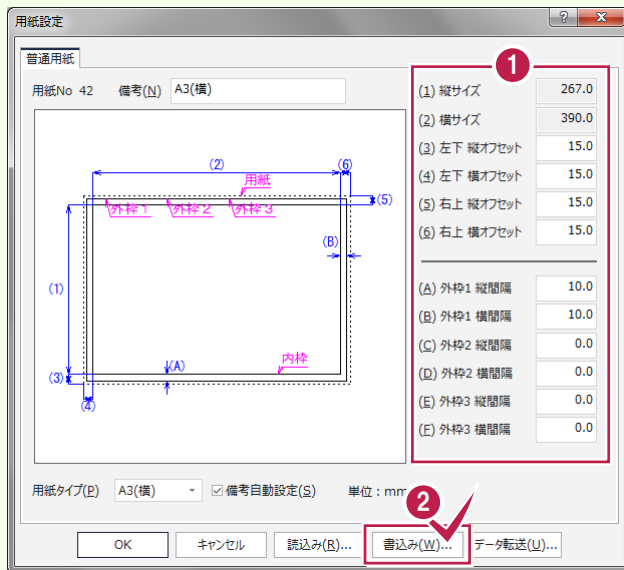 用紙設定
普通用紙
用紙No 42 備考(N) A3(横)
1
(1) 縦サイズ 267.0
(2) 横サイズ 390.0
(3) 左下 縦オフセット 15.0
(4) 左下 横オフセット 15.0
(5) 右上 縦オフセット 15.0
(6) 右上 横オフセット 15.0
(A) 外枠1 縦間隔 10.0
(B) 外枠1 横間隔 10.0
(C) 外枠2 縦間隔 0.0
(D) 外枠2 横間隔 0.0
(E) 外枠3 縦間隔 0.0
(F) 外枠3 横間隔 0.0
(2) (6)
用紙
(5)
外枠1 外枠2 外枠3
(B)
(1)
内枠
(A)
(3)
(4)
用紙タイプ(P) A3(横) 備考自動設定(S) 単位：mm
2
OK キャンセル 読込み(R)... 書込み(W)... データ転送(U)...